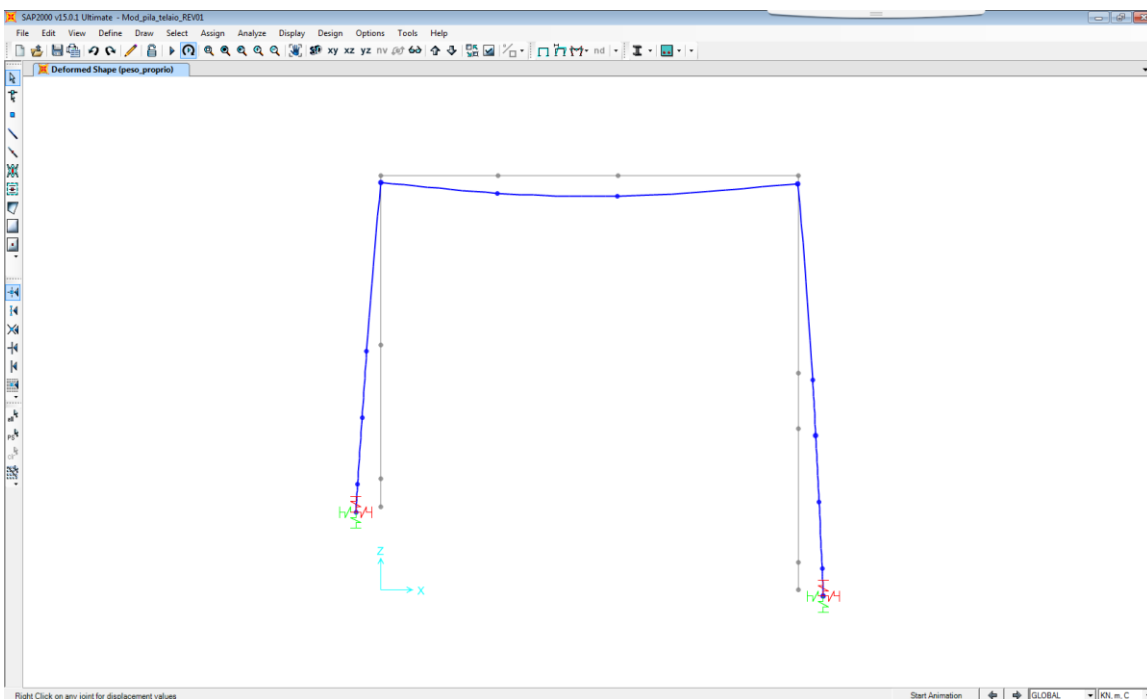 SAP2000 v15.0.1 Ultimate - Mod_pila_telaio_REV01
File Edit View Define Draw Select Assign Analyze Display Design Options Tools Help
xy xz yz nv nd
Deformed Shape (peso_proprio)
Z
X
Right Click on any joint for displacement values
Start Animation GLOBAL KN, m, C